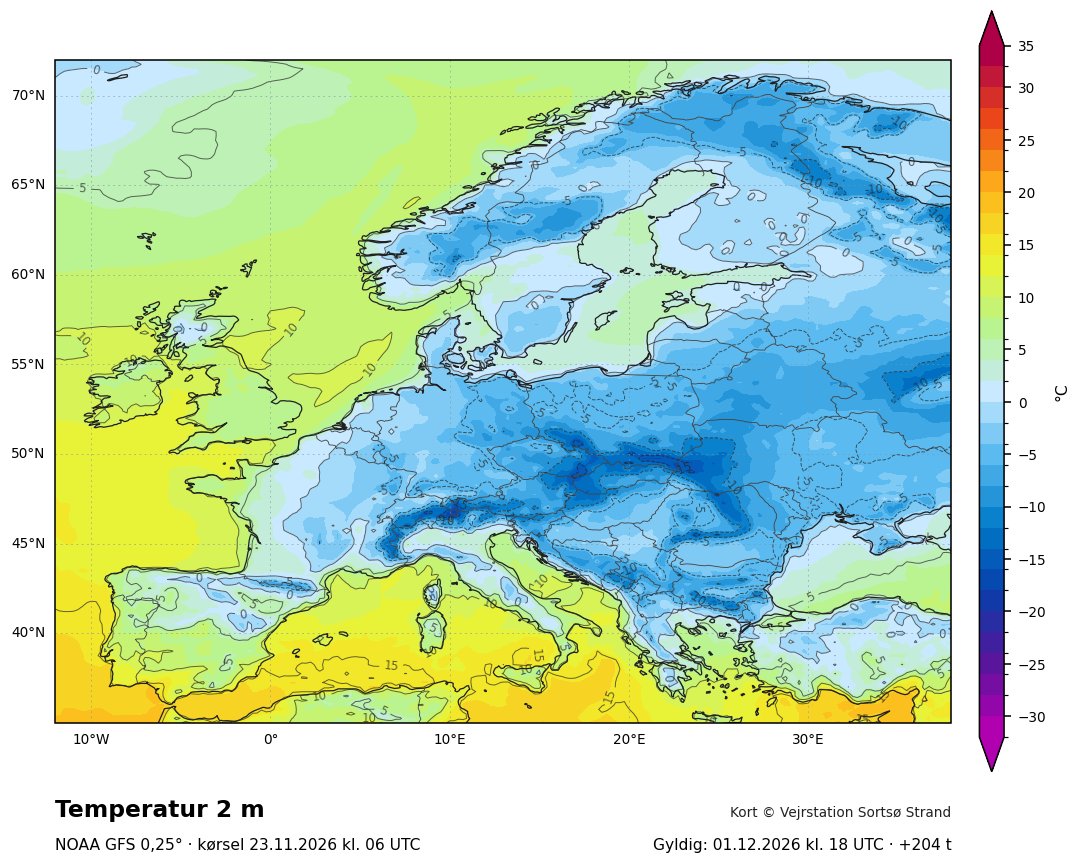 70°N
65°N
60°N
55°N
50°N
45°N
40°N
10°W
0°
10°E
20°E
30°E
35
30
25
20
15
10
5
0
−5
−10
−15
−20
−25
−30
°C
Temperatur 2 m
Kort © Vejrstation Sortsø Strand
NOAA GFS 0,25° · kørsel 23.11.2026 kl. 06 UTC
Gyldig: 01.12.2026 kl. 18 UTC · +204 t